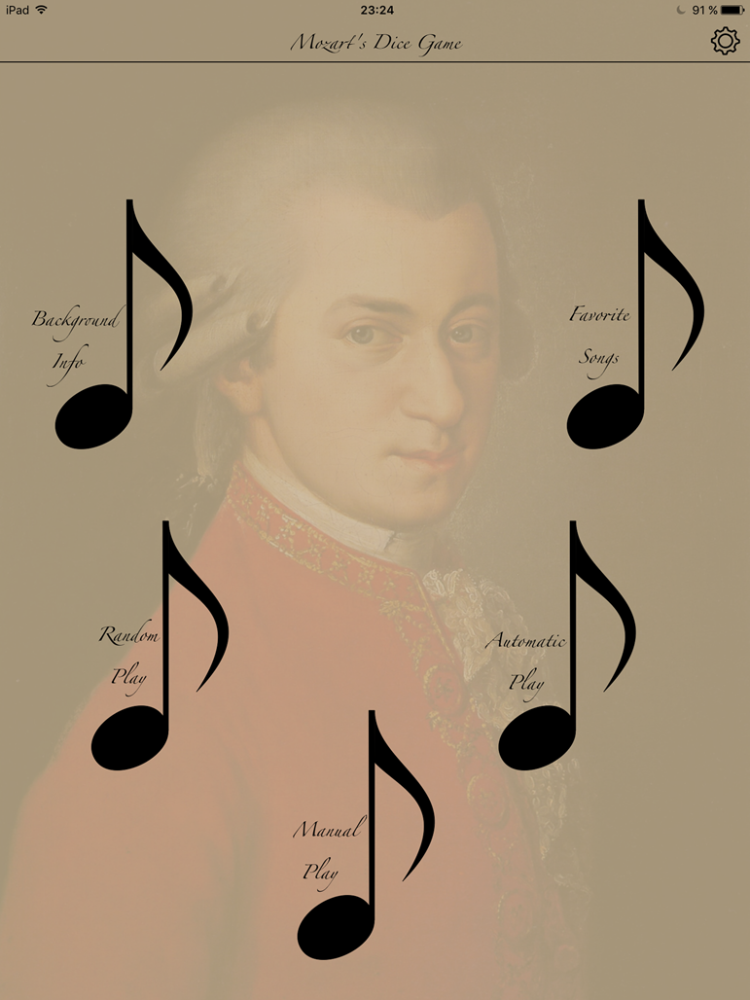 iPad 23:24 91 %
Mozart's Dice Game
Background
Info
Favorite
Songs
Random
Play
Automatic
Play
Manual
Play